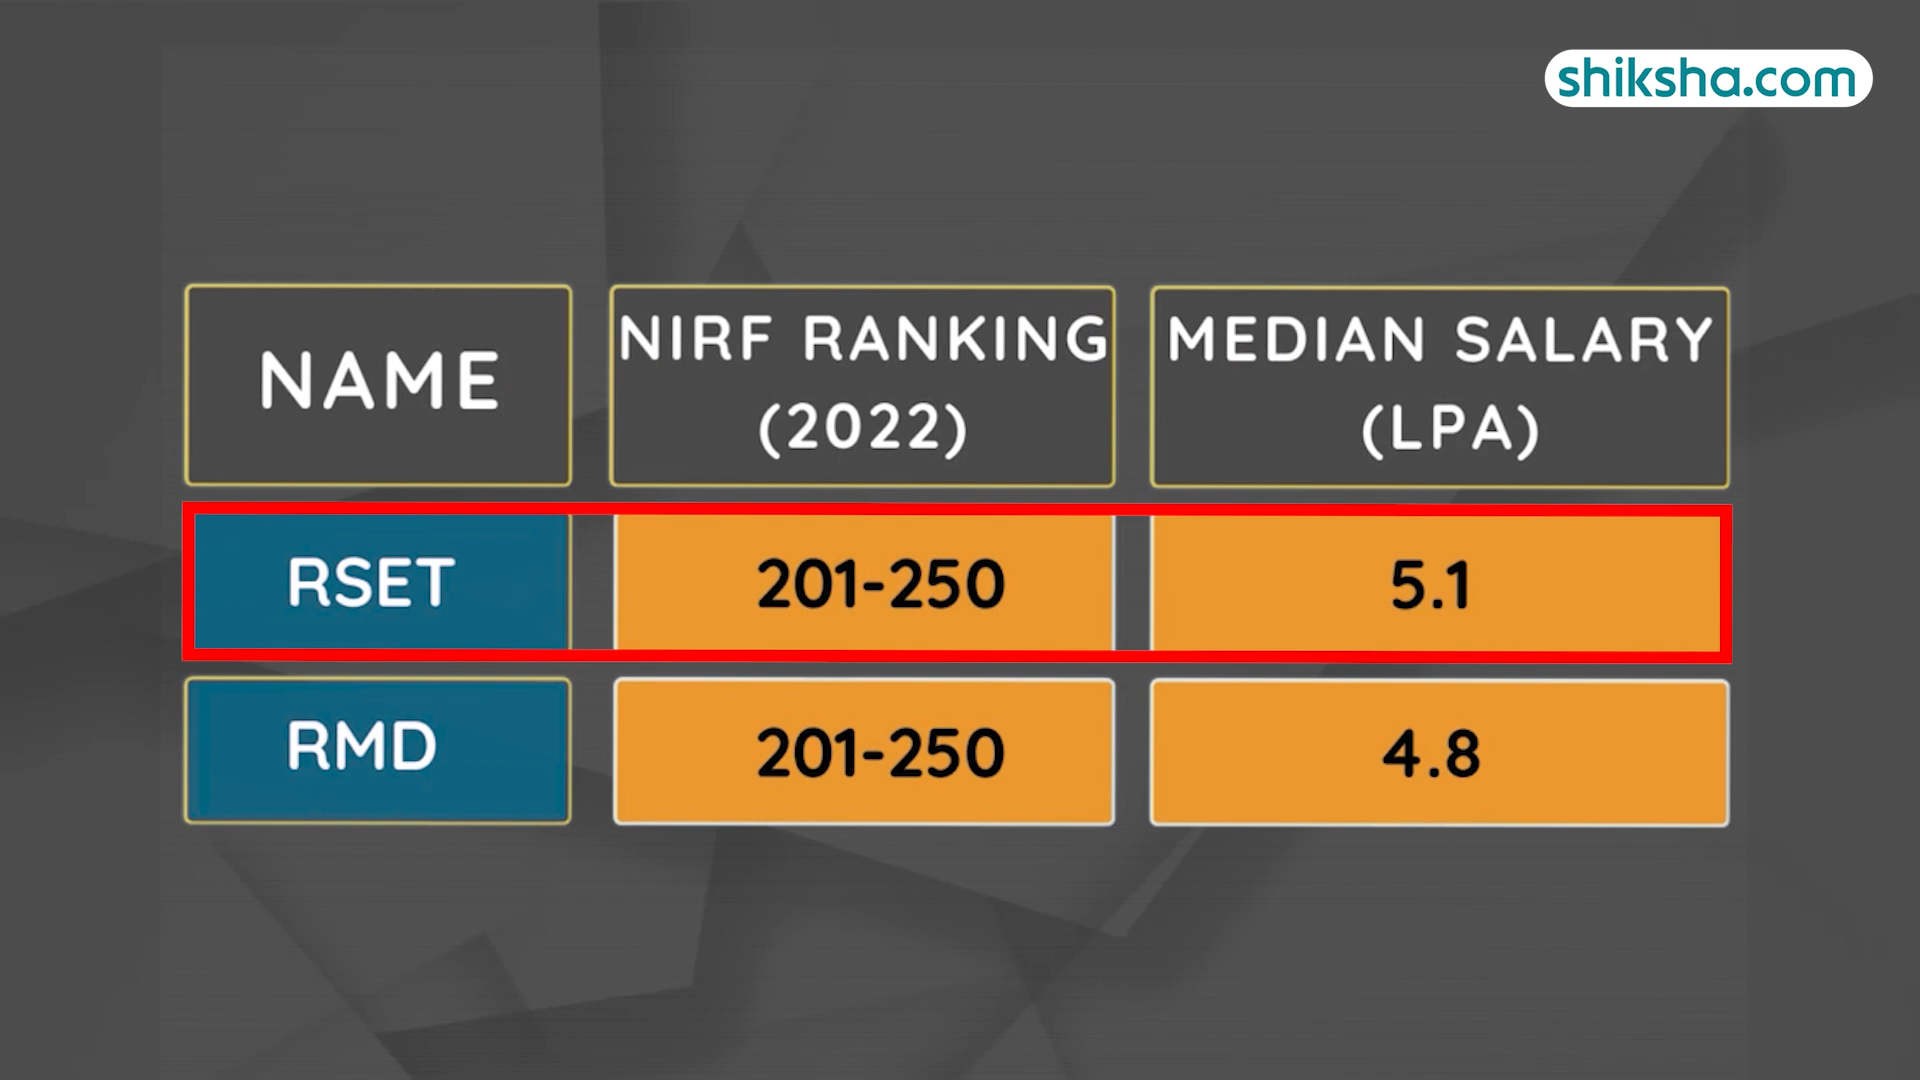 shiksha.com
NAME
NIRF RANKING
(2022)
MEDIAN SALARY
(LPA)
RSET
201-250
5.1
RMD
201-250
4.8